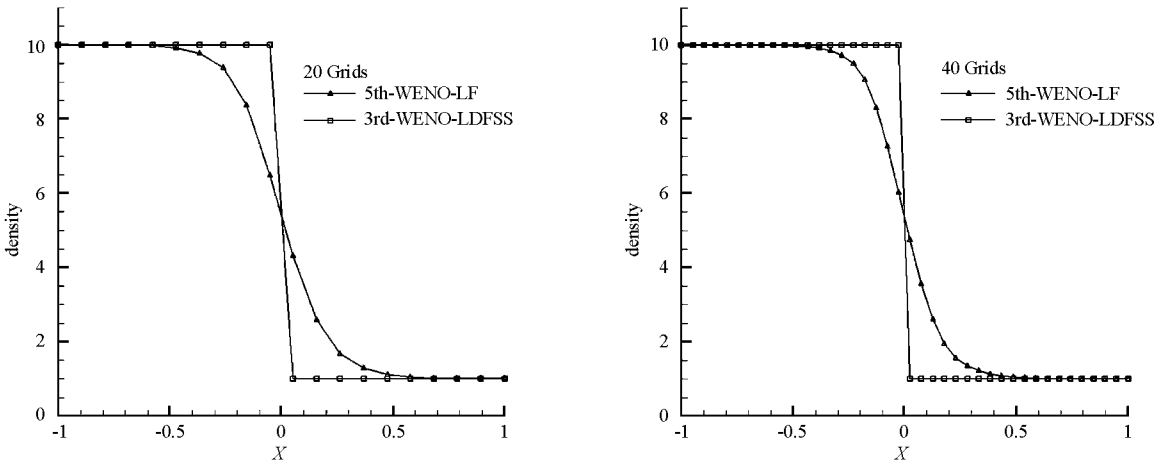 10
8
6
4
2
0
density
20 Grids
5th-WENO-LF
3rd-WENO-LDFSS
-1
-0.5
0
0.5
1
X
10
8
6
4
2
0
density
40 Grids
5th-WENO-LF
3rd-WENO-LDFSS
-1
-0.5
0
0.5
1
X